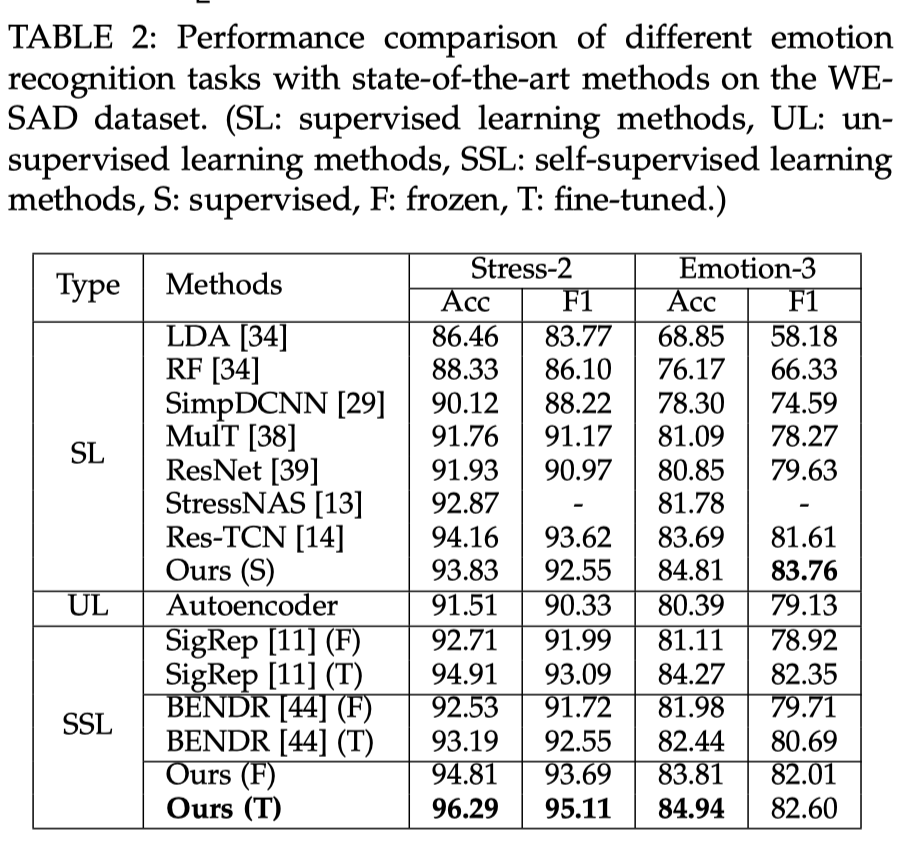 TABLE 2: Performance comparison of different emotion
recognition tasks with state-of-the-art methods on the WE-
SAD dataset. (SL: supervised learning methods, UL: un-
supervised learning methods, SSL: self-supervised learning
methods, S: supervised, F: frozen, T: fine-tuned.)
Type Methods Stress-2 Emotion-3
Acc F1 Acc F1
SL
LDA [34] 86.46 83.77 68.85 58.18
RF [34] 88.33 86.10 76.17 66.33
SimpDCNN [29] 90.12 88.22 78.30 74.59
MulT [38] 91.76 91.17 81.09 78.27
ResNet [39] 91.93 90.97 80.85 79.63
StressNAS [13] 92.87 - 81.78 -
Res-TCN [14] 94.16 93.62 83.69 81.61
Ours (S) 93.83 92.55 84.81 83.76
UL Autoencoder 91.51 90.33 80.39 79.13
SSL
SigRep [11] (F) 92.71 91.99 81.11 78.92
SigRep [11] (T) 94.91 93.09 84.27 82.35
BENDR [44] (F) 92.53 91.72 81.98 79.71
BENDR [44] (T) 93.19 92.55 82.44 80.69
Ours (F) 94.81 93.69 83.81 82.01
Ours (T) 96.29 95.11 84.94 82.60